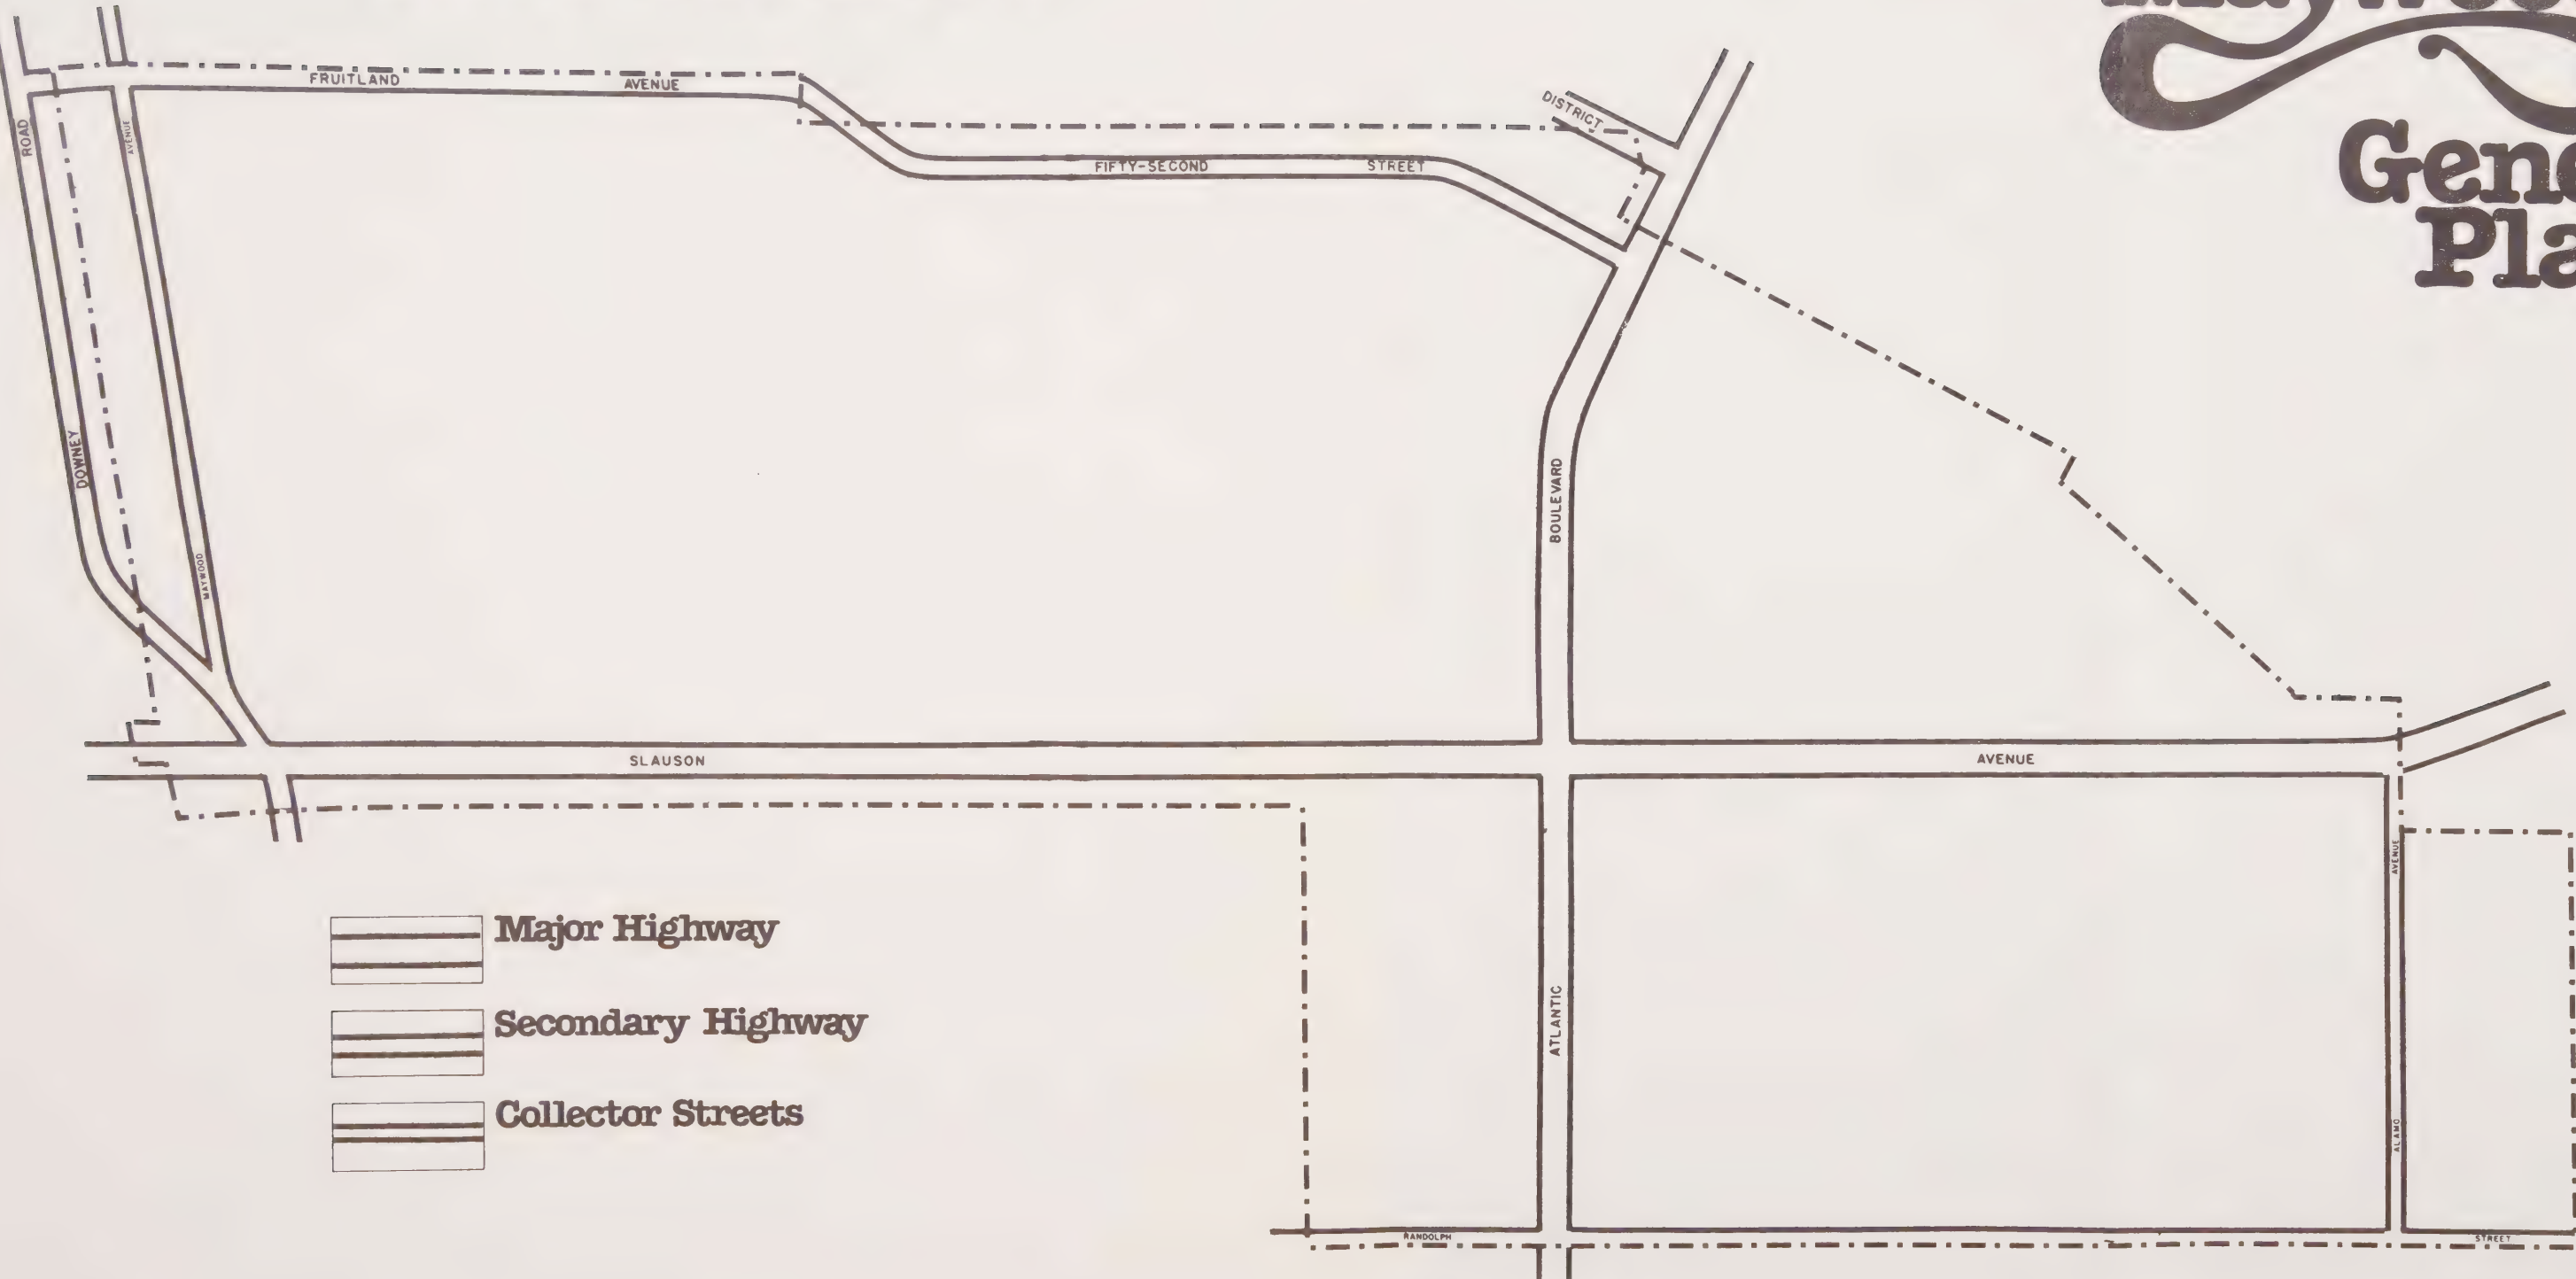 Gene
Pla
FRUITLAND AVENUE
DISTRICT
ROAD
AVENUE
FIFTY-SECOND STREET
DOWNEY
BOULEVARD
MAYWOOD
SLAUSON AVENUE
AVENUE
Major Highway
Secondary Highway
Collector Streets
ATLANTIC
ALAMO
RANDOLPH STREET